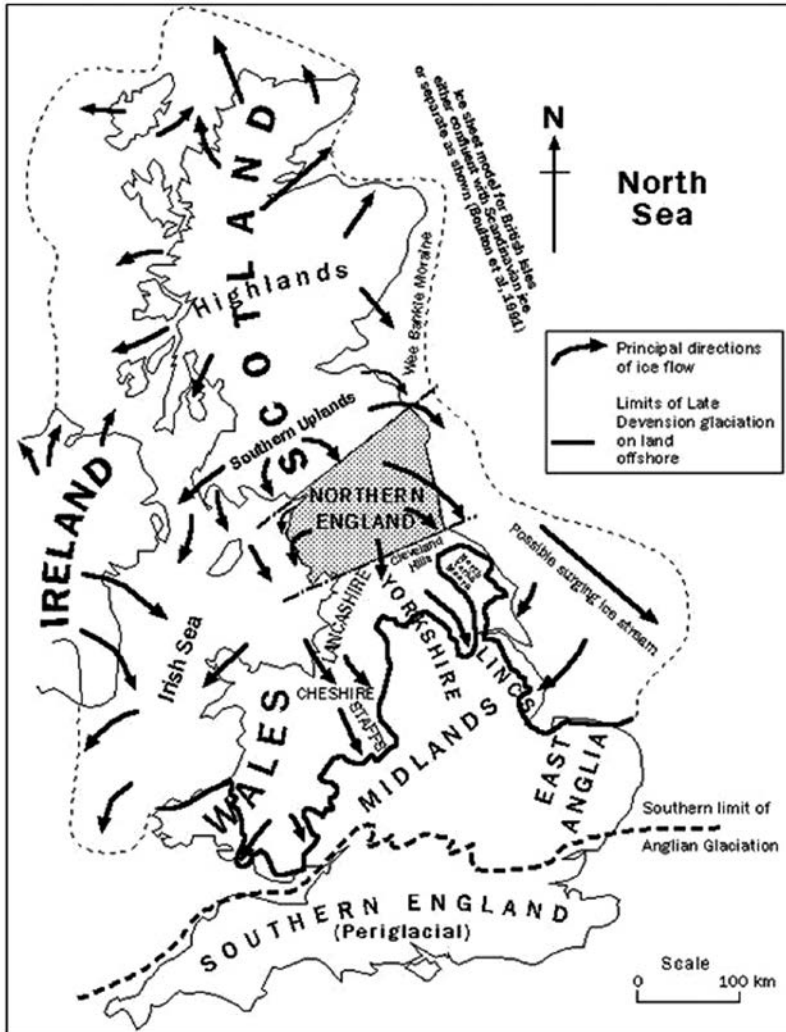 Ice sheet model for British Isles
either confluent with Scandinavian ice
or separate as shown (Boulton et al, 1991)
N
North
Sea
SCOTLAND
Highlands
Wee Bankie Moraine
Principal directions
of ice flow
Limits of Late
Devension glaciation
on land
offshore
Southern Uplands
IRELAND
NORTHERN
ENGLAND
Cleveland
Hills
North
Yorks
Moors
Possible surging ice stream
LANCASHIRE
YORKSHIRE
Irish Sea
LINCS
CHESHIRE
STAFFS
WALES
MIDLANDS
EAST
ANGLIA
Southern limit of
Anglian Glaciation
SOUTHERN ENGLAND
(Periglacial)
Scale
0 100 km